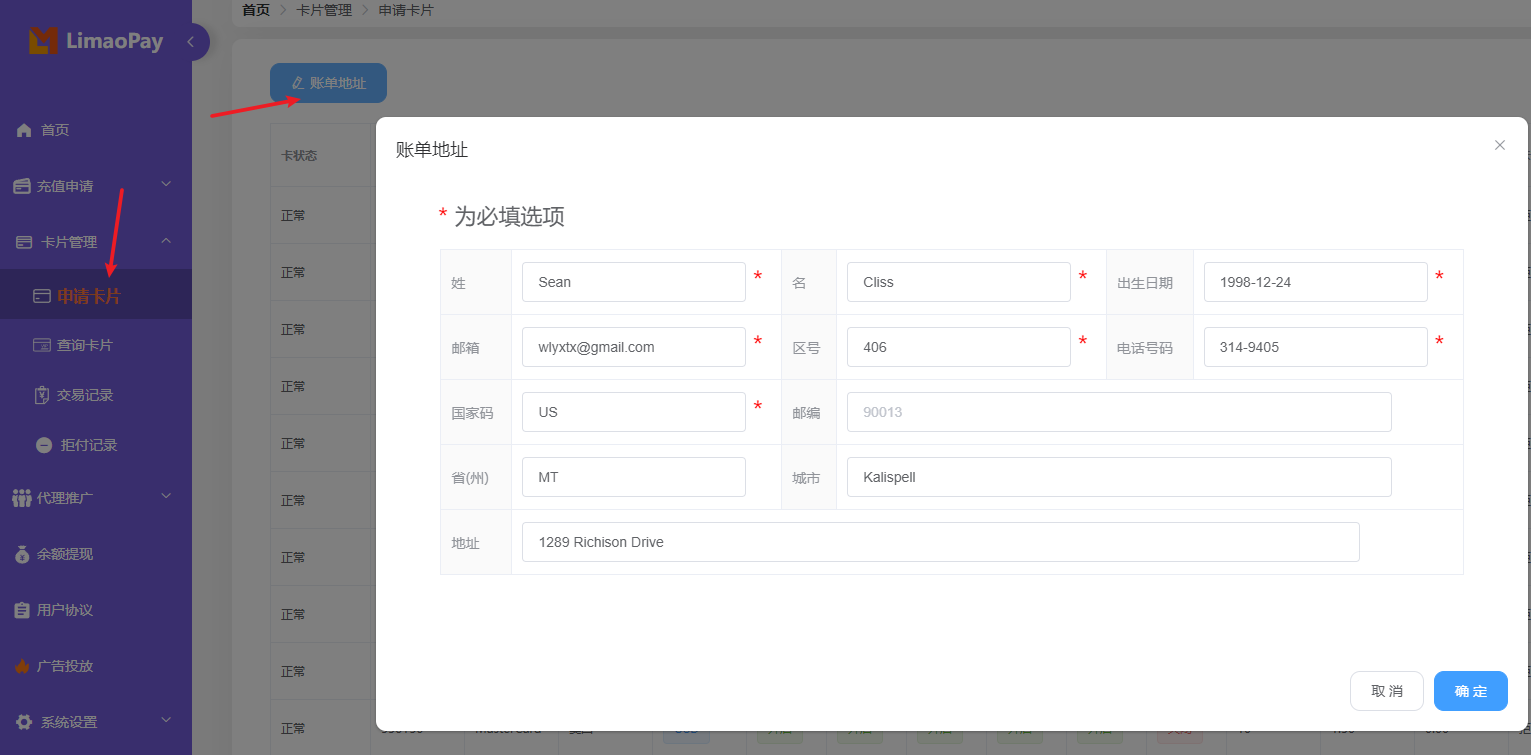 首页 > 卡片管理 > 申请卡片
LimaoPay
首页
充值申请
卡片管理
申请卡片
查询卡片
交易记录
拒付记录
代理推广
余额提现
用户协议
广告投放
系统设置
账单地址
卡状态
正常
正常
正常
正常
正常
正常
正常
正常
正常
正常
账单地址
* 为必填选项
姓 Sean * 名 Cliss * 出生日期 1998-12-24 *
邮箱 wlyxtx@gmail.com * 区号 406 * 电话号码 314-9405 *
国家码 US * 邮编 90013
省(州) MT 城市 Kalispell
地址 1289 Richison Drive
取消 确定